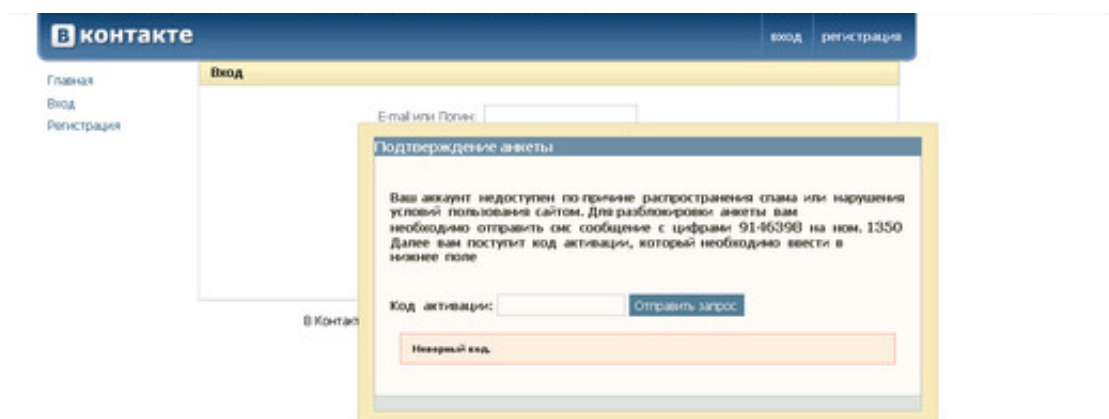 В контакте
вход регистрация
Главная
Вход
Вход
Регистрация
E-mail или Логин:
Подтверждение анкеты
Ваш аккаунт недоступен по причине распространения спама или нарушения
условий пользования сайтом. Для разблокировки анкеты вам
необходимо отправить смс сообщение с цифрами 9146398 на ном. 1350
Далее вам поступит код активации, который необходимо ввести в
нижнее поле
Код активации: Отправить запрос
В Контакт
Неверный код.